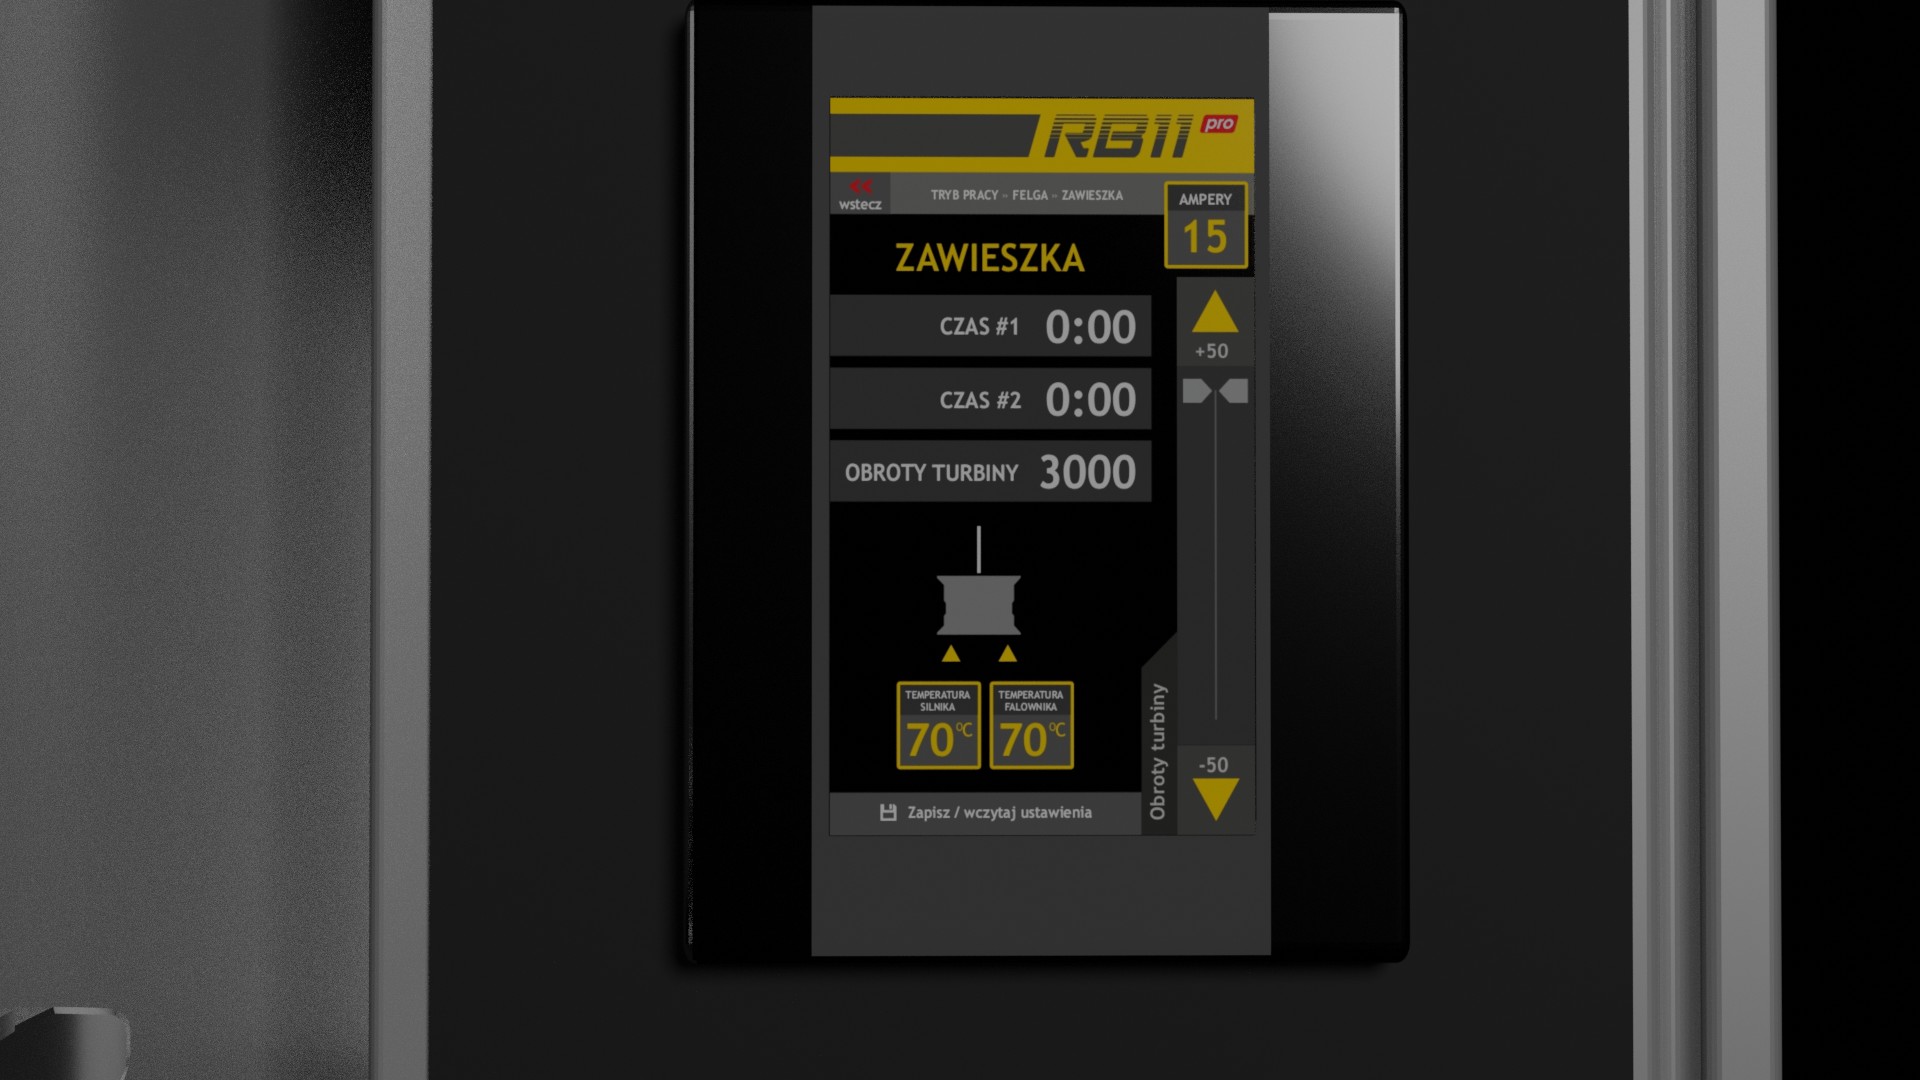 RB11 pro
wstecz
TRYB PRACY » FELGA » ZAWIESZKA
AMPERY
15
ZAWIESZKA
CZAS #1 0:00
CZAS #2 0:00
OBROTY TURBINY 3000
+50
TEMPERATURA
SILNIKA
70°C
TEMPERATURA
FALOWNIKA
70°C
Obroty turbiny
-50
Zapisz / wczytaj ustawienia